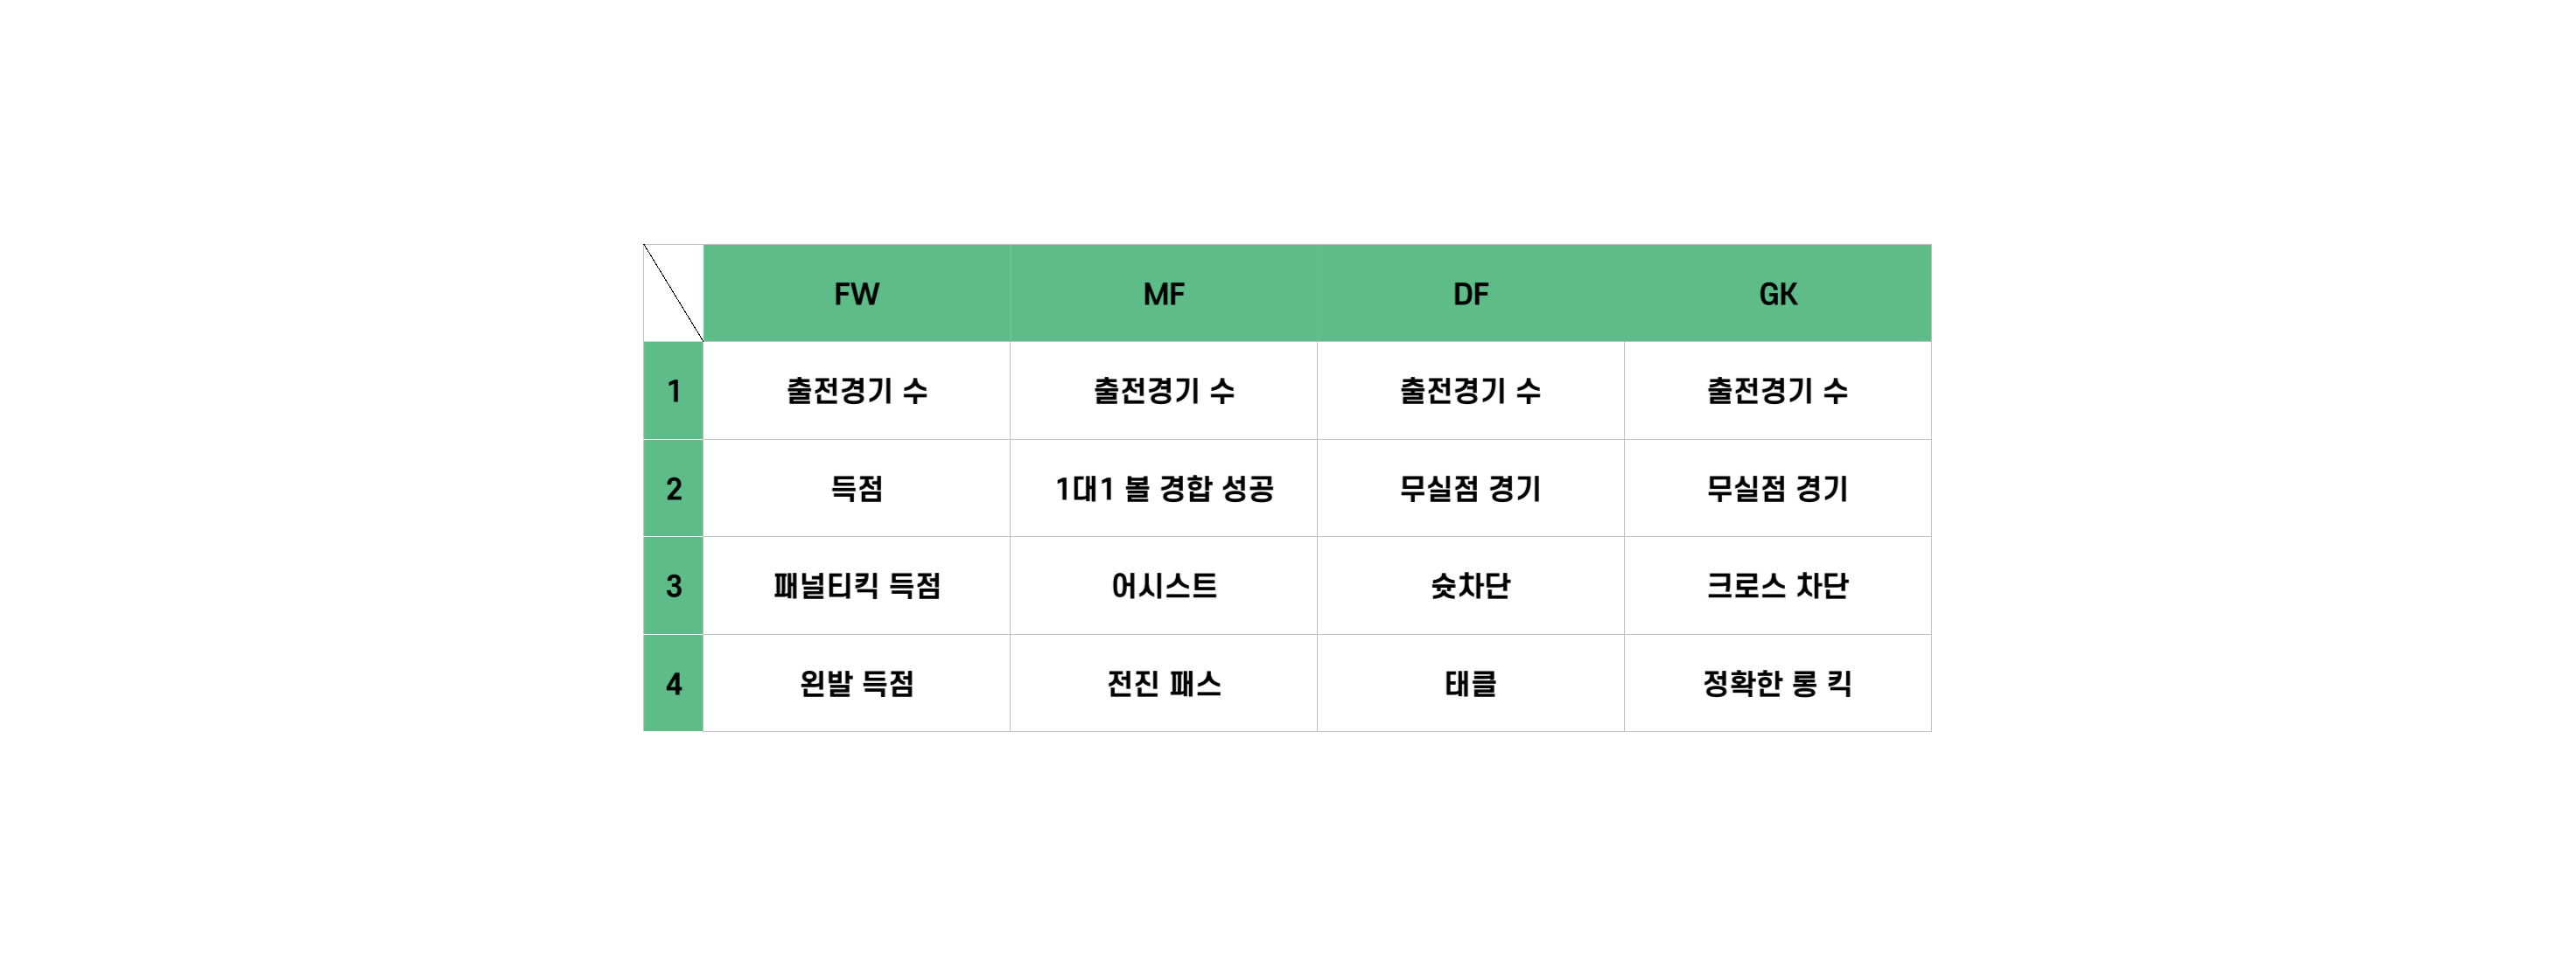 FW MF DF GK
1 출전경기 수 출전경기 수 출전경기 수 출전경기 수
2 득점 1대1 볼 경합 성공 무실점 경기 무실점 경기
3 패널티킥 득점 어시스트 슛차단 크로스 차단
4 왼발 득점 전진 패스 태클 정확한 롱 킥